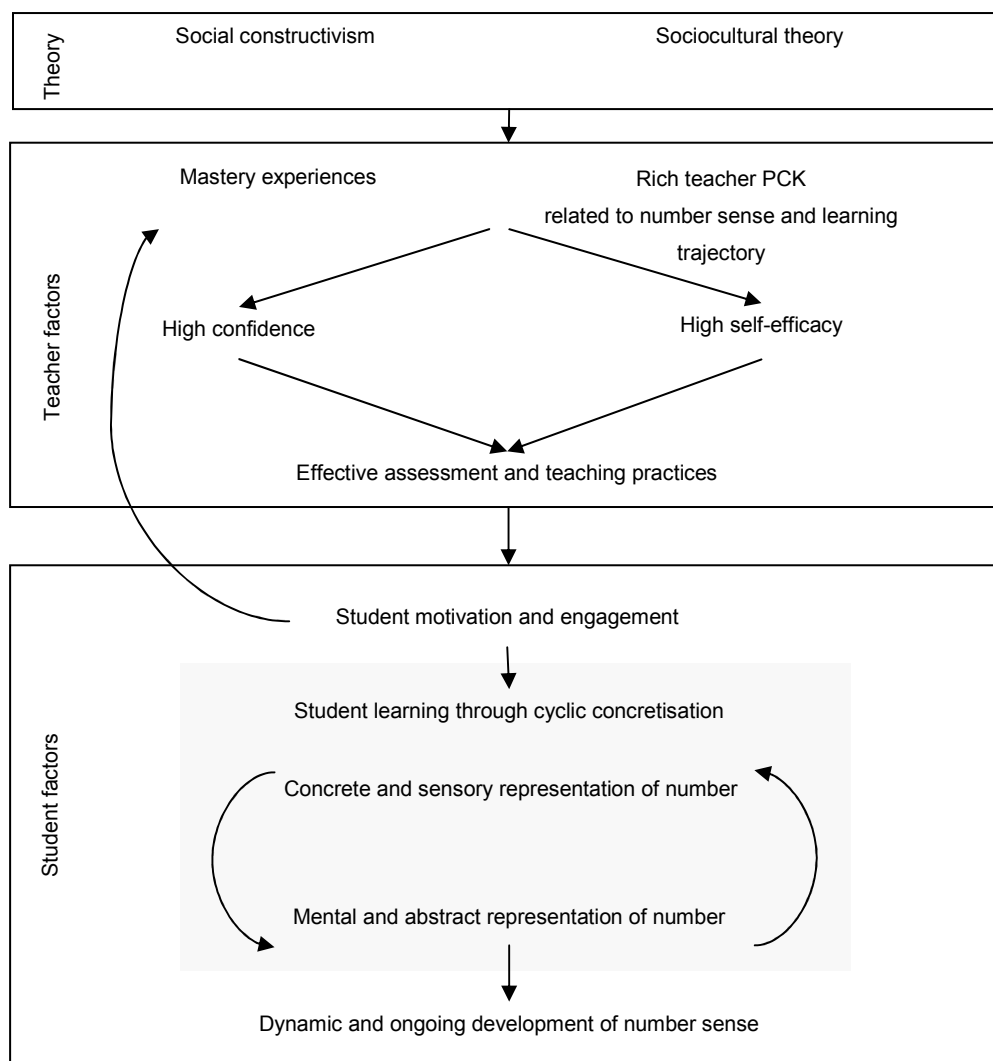 Theory
Social constructivism
Sociocultural theory
Teacher factors
Mastery experiences
Rich teacher PCK
related to number sense and learning
trajectory
High confidence
High self-efficacy
Effective assessment and teaching practices
Student factors
Student motivation and engagement
Student learning through cyclic concretisation
Concrete and sensory representation of number
Mental and abstract representation of number
Dynamic and ongoing development of number sense